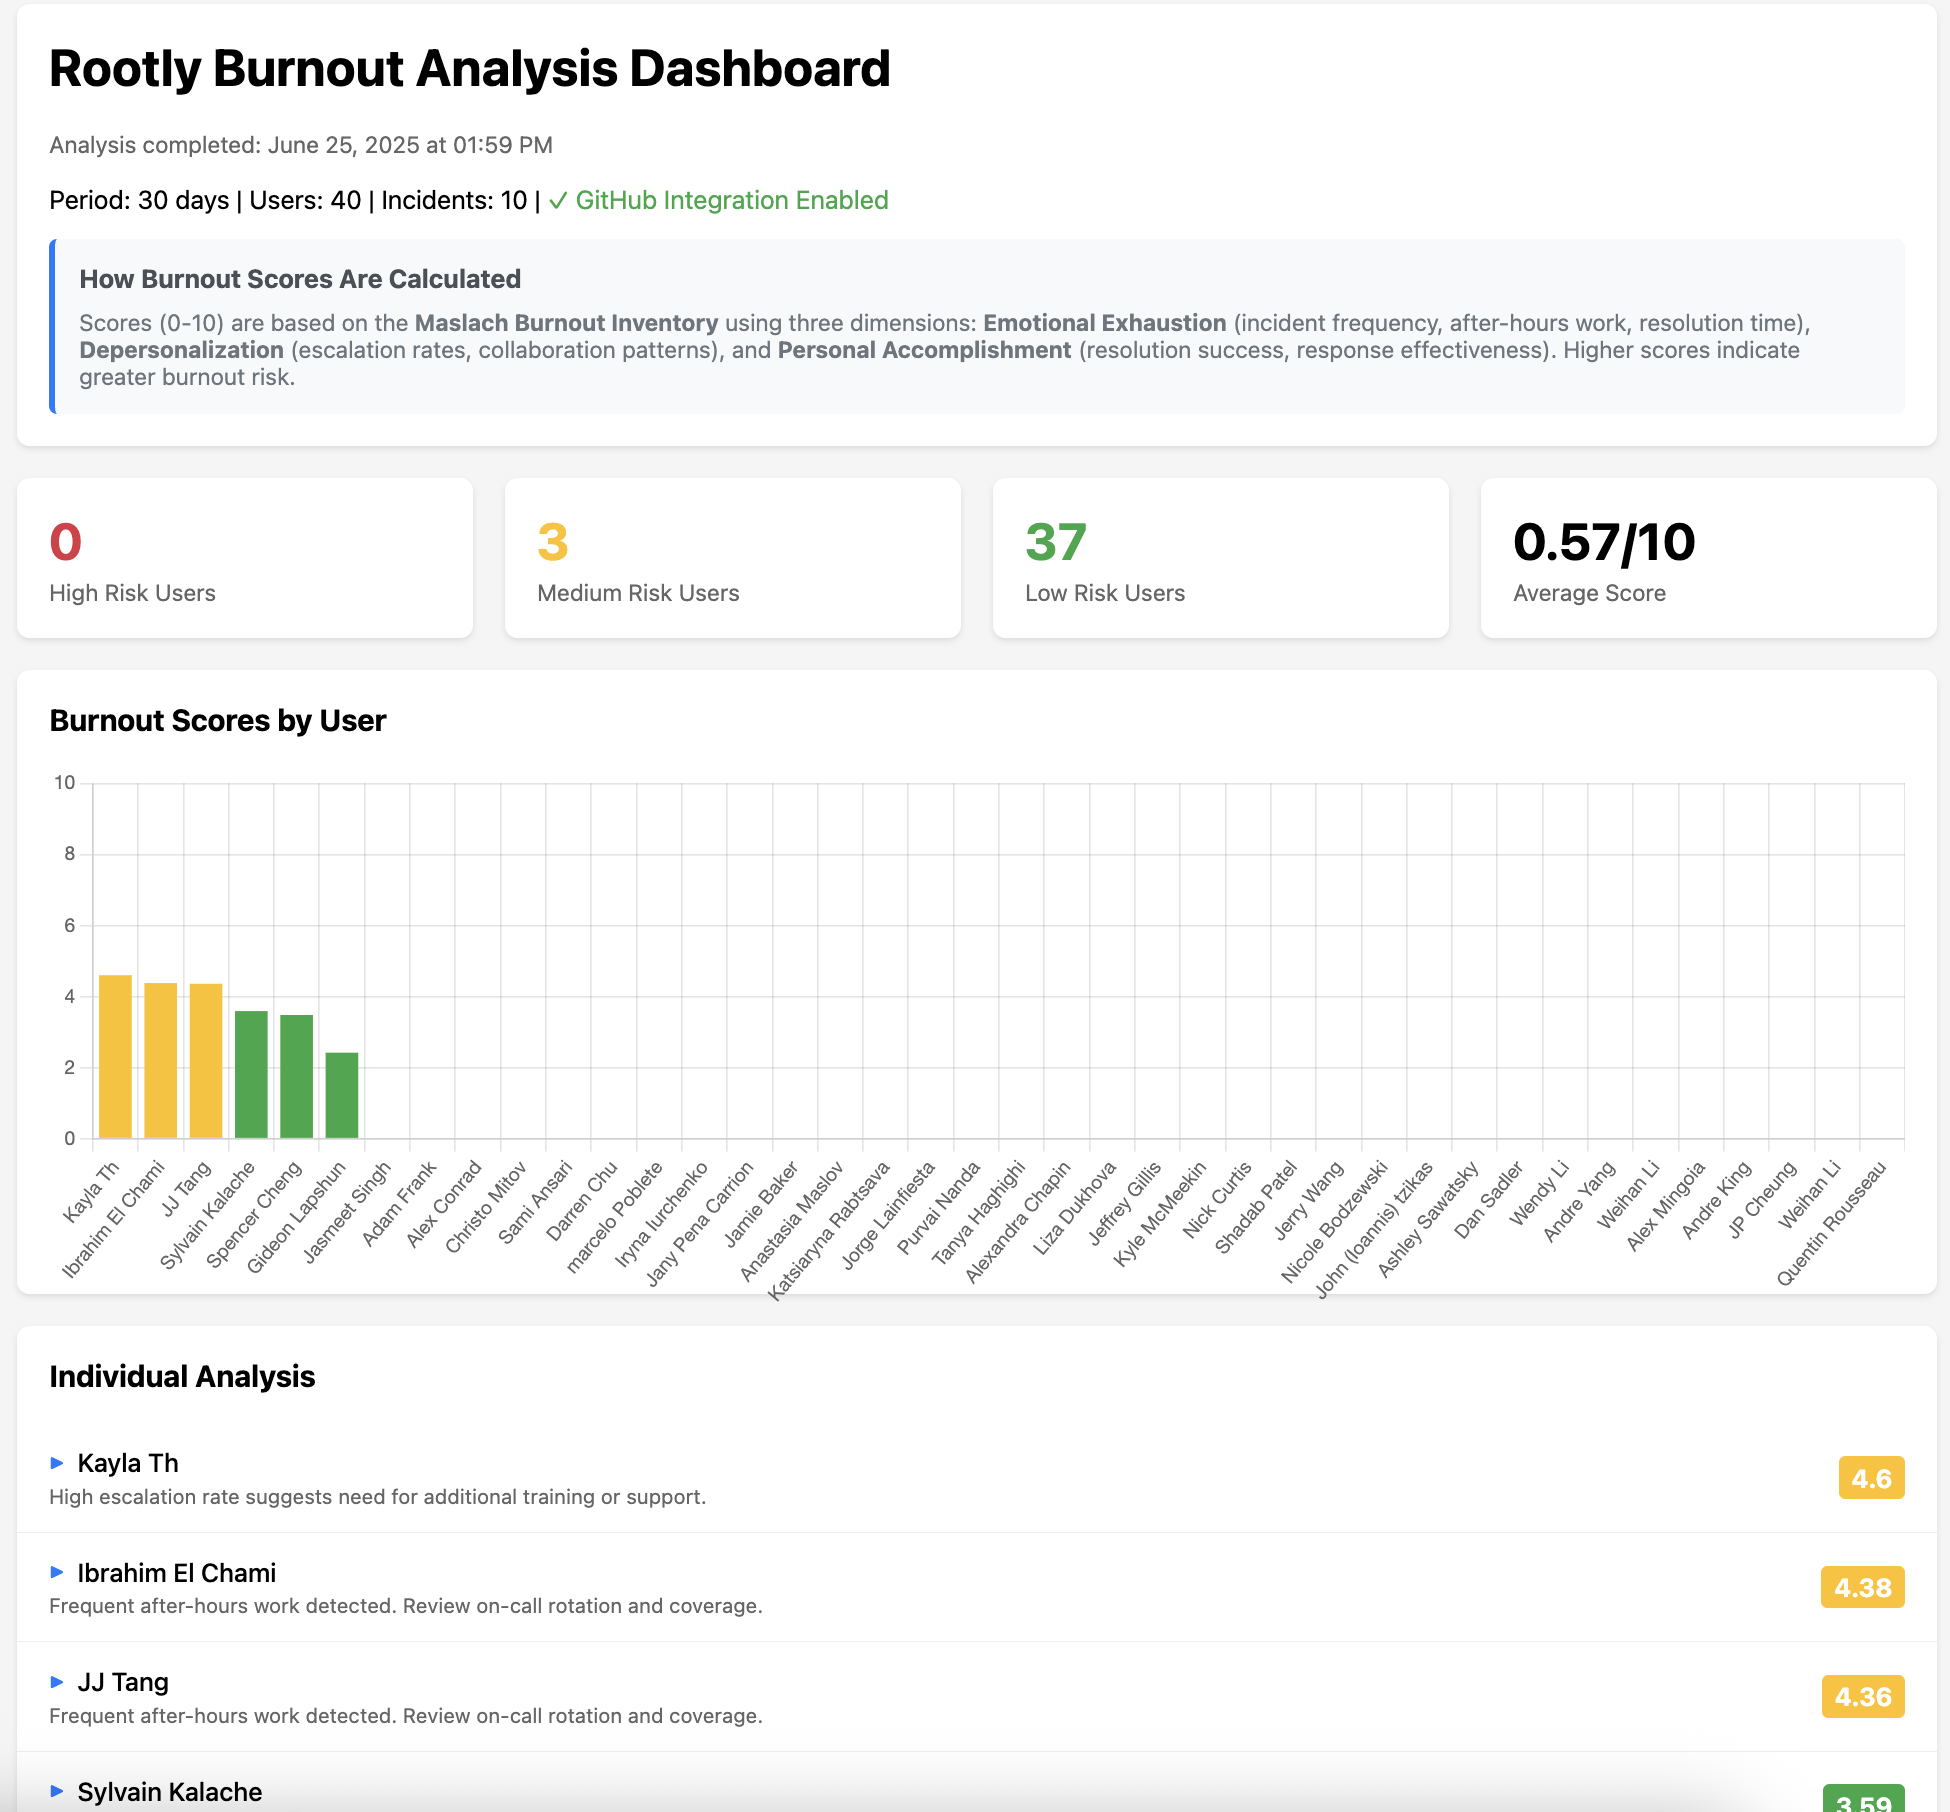 Rootly Burnout Analysis Dashboard
Analysis completed: June 25, 2025 at 01:59 PM
Period: 30 days | Users: 40 | Incidents: 10 | ✓ GitHub Integration Enabled
How Burnout Scores Are Calculated
Scores (0-10) are based on the Maslach Burnout Inventory using three dimensions: Emotional Exhaustion (incident frequency, after-hours work, resolution time),
Depersonalization (escalation rates, collaboration patterns), and Personal Accomplishment (resolution success, response effectiveness). Higher scores indicate
greater burnout risk.
0
High Risk Users
3
Medium Risk Users
37
Low Risk Users
0.57/10
Average Score
Burnout Scores by User
10
8
6
4
2
0
Kayla Th
Ibrahim El Chami
JJ Tang
Sylvain Kalache
Spencer Cheng
Gideon Lapshun
Jasmeet Singh
Adam Frank
Alex Conrad
Christo Mitov
Sami Ansari
Darren Chu
marcelo Poblete
Iryna Iurchenko
Jany Pena Carrion
Jamie Baker
Anastasia Maslov
Katsiaryna Rabtsava
Jorge Lainfiesta
Purvai Nanda
Tanya Haghighi
Alexandra Chapin
Liza Dukhova
Jeffrey Gillis
Kyle McMeekin
Nick Curtis
Shadab Patel
Jerry Wang
Nicole Bodzewski
John (Ioannis) tzikas
Ashley Sawatsky
Dan Sadler
Wendy Li
Andre Yang
Weihan Li
Alex Mingoia
Andre King
JP Cheung
Weihan Li
Quentin Rousseau
Individual Analysis
Kayla Th
4.6
High escalation rate suggests need for additional training or support.
Ibrahim El Chami
4.38
Frequent after-hours work detected. Review on-call rotation and coverage.
JJ Tang
4.36
Frequent after-hours work detected. Review on-call rotation and coverage.
Sylvain Kalache
3.59